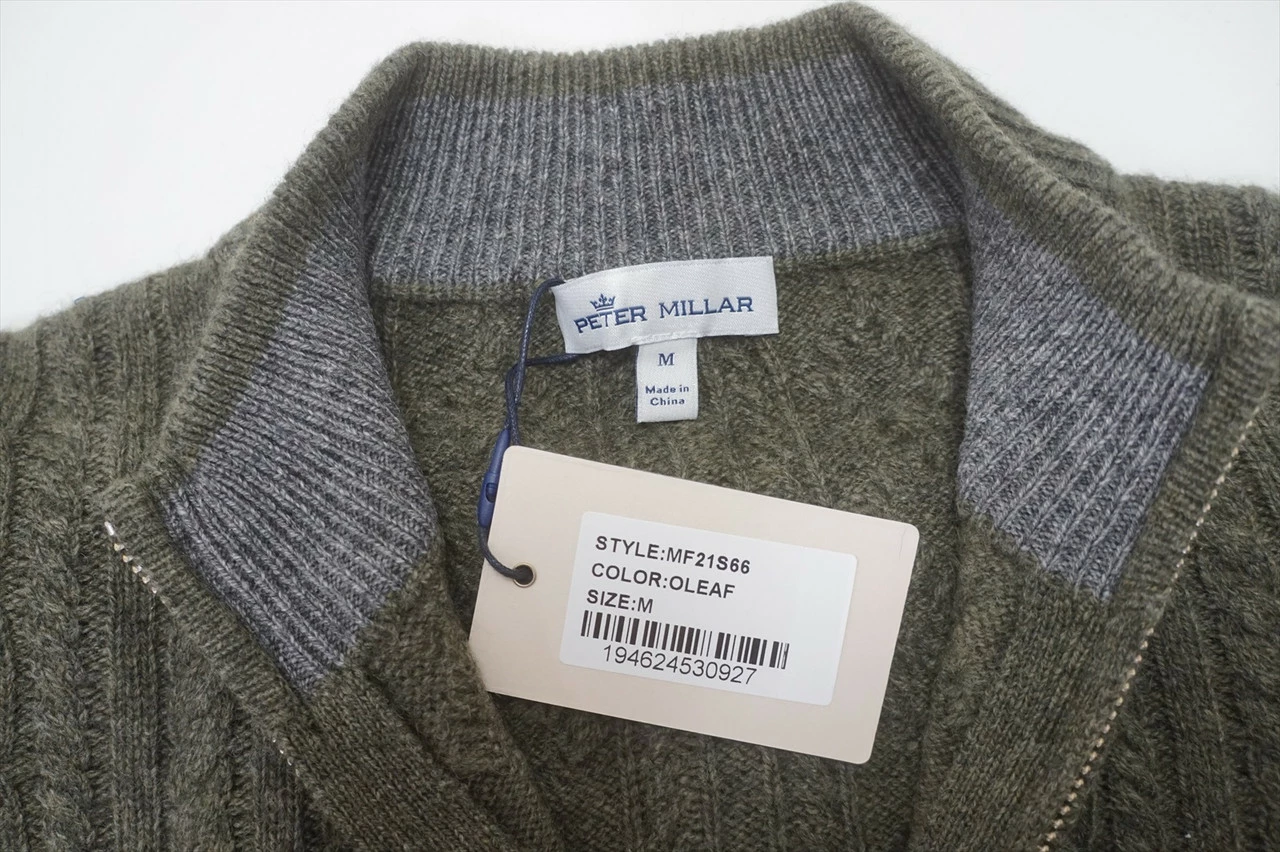 PETER MILLAR
M
Made in
China
STYLE:MF21S66
COLOR:OLEAF
SIZE:M
194624530927